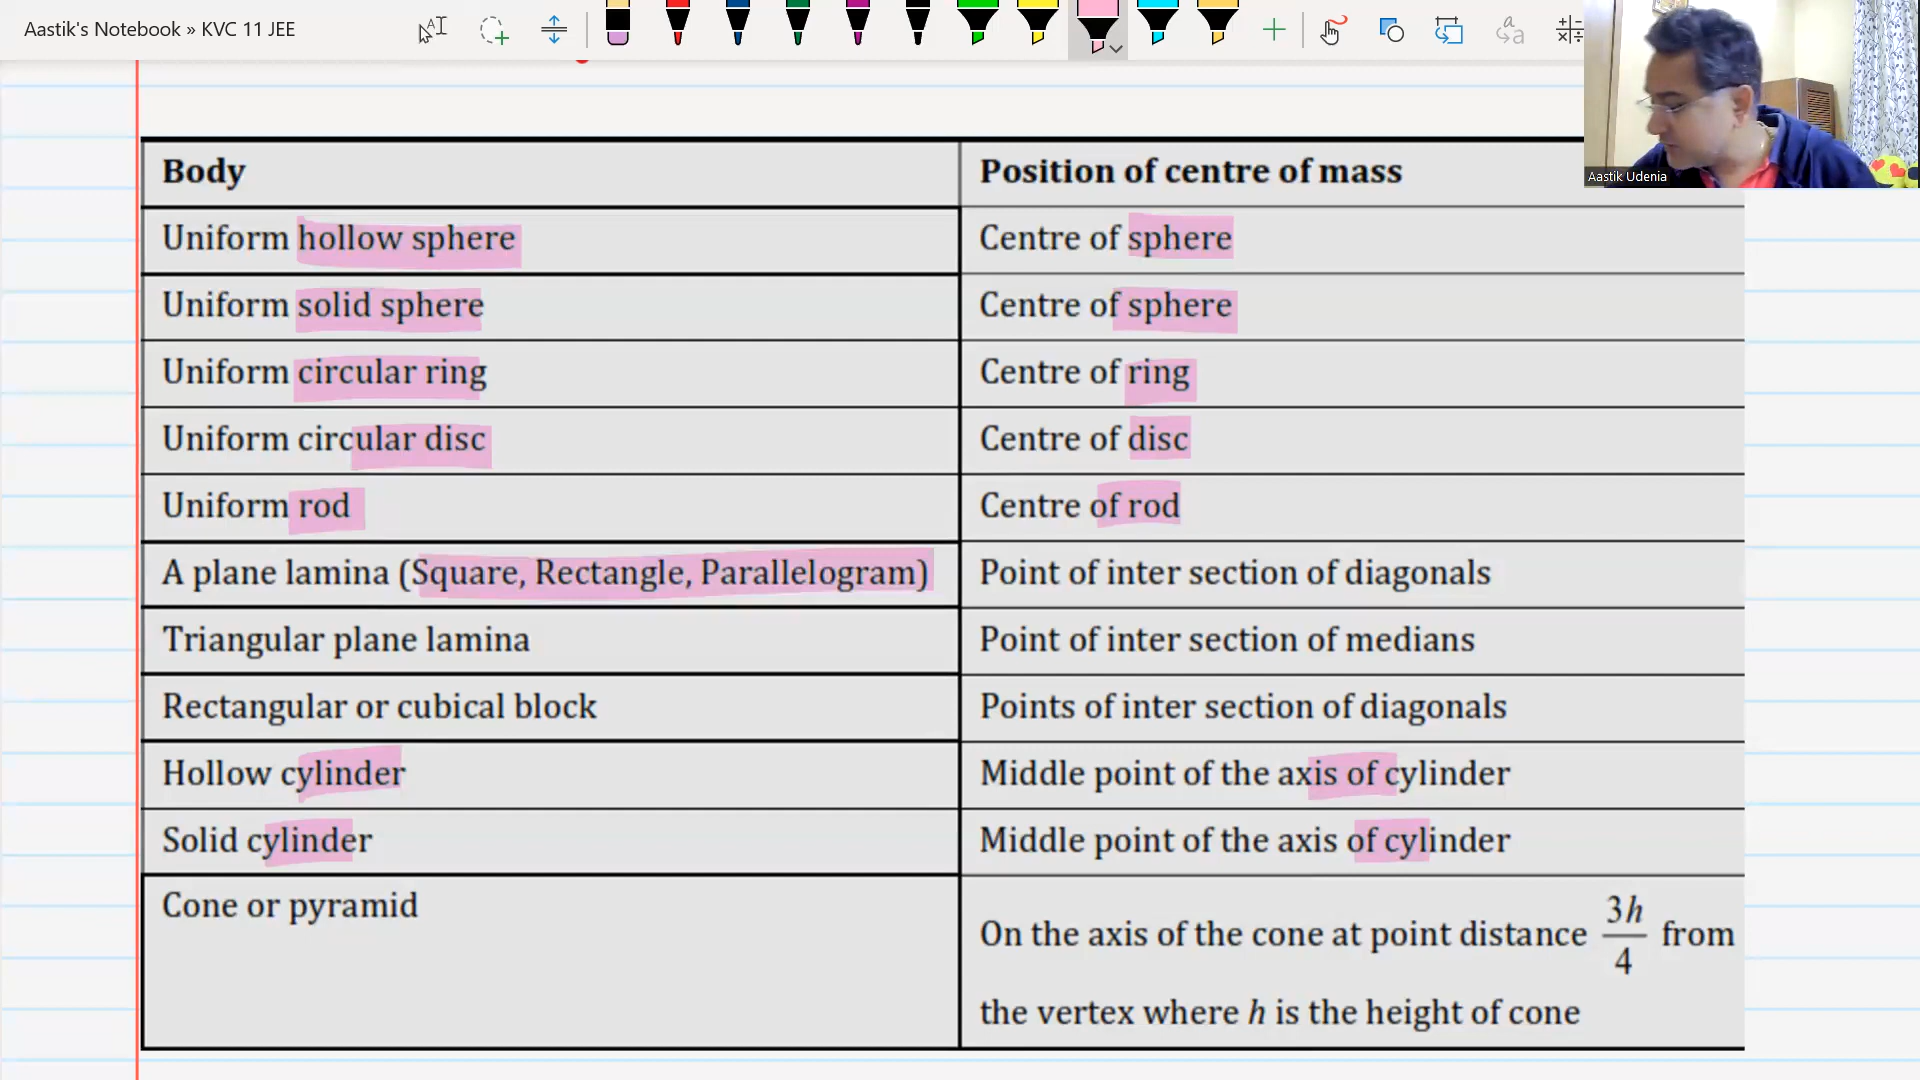 Aastik's Notebook » KVC 11 JEE
Aastik Udenia
Body Position of centre of mass
Uniform hollow sphere Centre of sphere
Uniform solid sphere Centre of sphere
Uniform circular ring Centre of ring
Uniform circular disc Centre of disc
Uniform rod Centre of rod
A plane lamina (Square, Rectangle, Parallelogram) Point of inter section of diagonals
Triangular plane lamina Point of inter section of medians
Rectangular or cubical block Points of inter section of diagonals
Hollow cylinder Middle point of the axis of cylinder
Solid cylinder Middle point of the axis of cylinder
Cone or pyramid On the axis of the cone at point distance 3h/4 from
the vertex where h is the height of cone